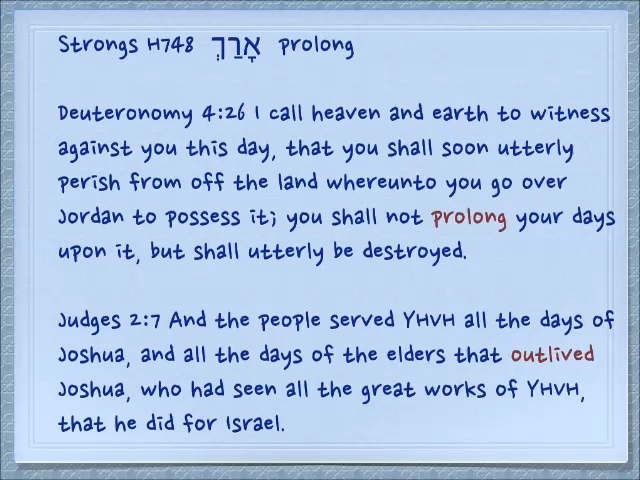 Strongs H748 אָרַךְ prolong
Deuteronomy 4:26 I call heaven and earth to witness
against you this day, that you shall soon utterly
perish from off the land whereunto you go over
Jordan to possess it; you shall not prolong your days
upon it, but shall utterly be destroyed.
Judges 2:7 And the people served YHVH all the days of
Joshua, and all the days of the elders that outlived
Joshua, who had seen all the great works of YHVH,
that he did for Israel.